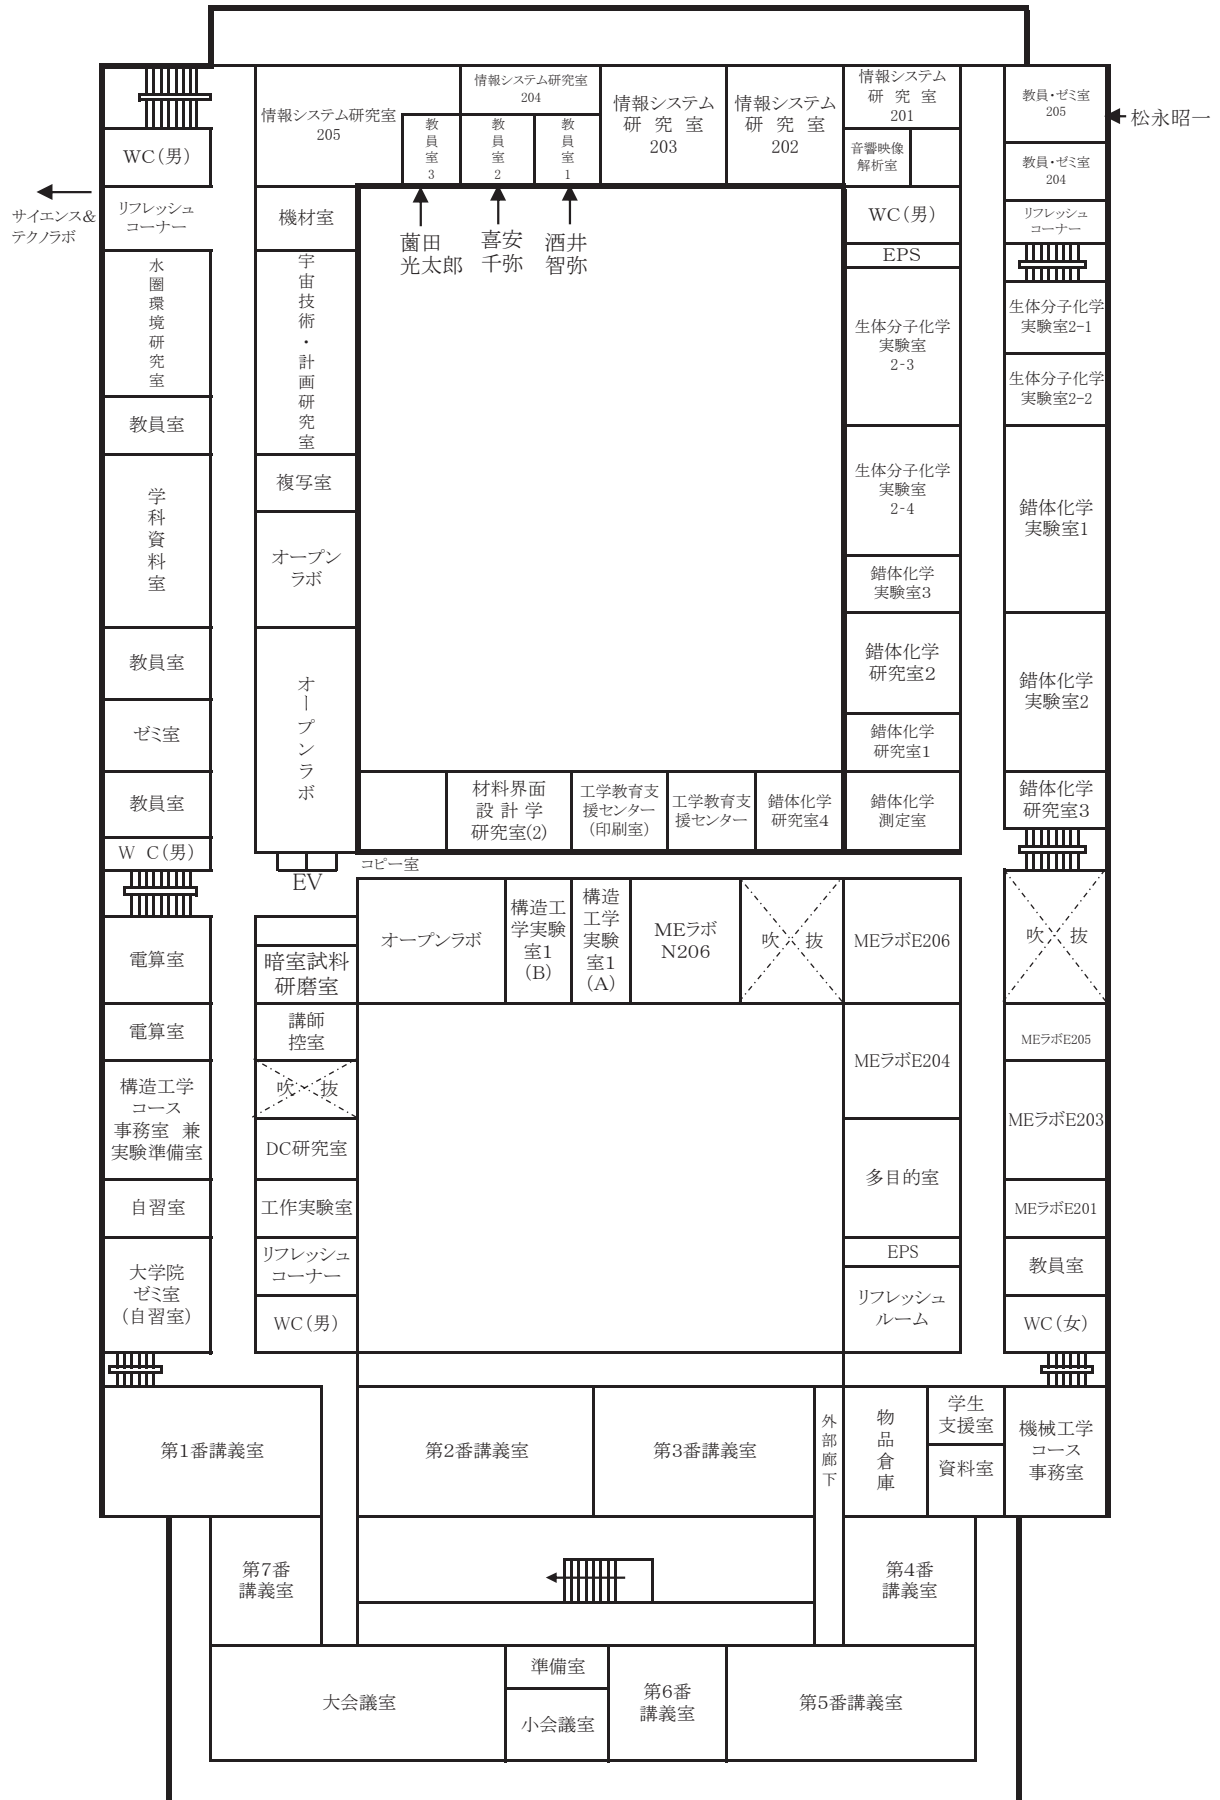 情報システム研究室
205
情報システム研究室
204
教員室3
教員室2
教員室1
情報システム
研究室
203
情報システム
研究室
202
情報システム
研究室
201
音響映像
解析室
教員・ゼミ室
205
松永昭一
教員・ゼミ室
204
WC(男)
サイエンス&
テクノラボ
リフレッシュ
コーナー
機材室
薗田
光太郎
喜安
千弥
酒井
智弥
WC(男)
EPS
リフレッシュ
コーナー
水圏環境研究室
宇宙技術・計画研究室
生体分子化学
実験室
2-3
生体分子化学
実験室2-1
生体分子化学
実験室2-2
教員室
複写室
生体分子化学
実験室
2-4
錯体化学
実験室1
学科資料室
オープン
ラボ
錯体化学
実験室3
教員室
オープンラボ
錯体化学
研究室2
錯体化学
実験室2
ゼミ室
錯体化学
研究室1
教員室
材料界面
設計学
研究室(2)
工学教育支
援センター
(印刷室)
工学教育支
援センター
錯体化学
研究室4
錯体化学
測定室
錯体化学
研究室3
W C(男)
EV
コピー室
電算室
暗室試料
研磨室
オープンラボ
構造工
学実験
室1
(B)
構造
工学
実験
室1
(A)
MEラボ
N206
吹 抜
MEラボE206
吹 抜
電算室
講師
控室
MEラボE204
MEラボE205
構造工学
コース
事務室 兼
実験準備室
吹 抜
DC研究室
多目的室
MEラボE203
自習室
工作実験室
MEラボE201
大学院
ゼミ室
(自習室)
リフレッシュ
コーナー
EPS
教員室
WC(男)
リフレッシュ
ルーム
WC(女)
第1番講義室
第2番講義室
第3番講義室
外部廊下
物品倉庫
学生
支援室
資料室
機械工学
コース
事務室
第7番
講義室
第4番
講義室
大会議室
準備室
小会議室
第6番
講義室
第5番講義室